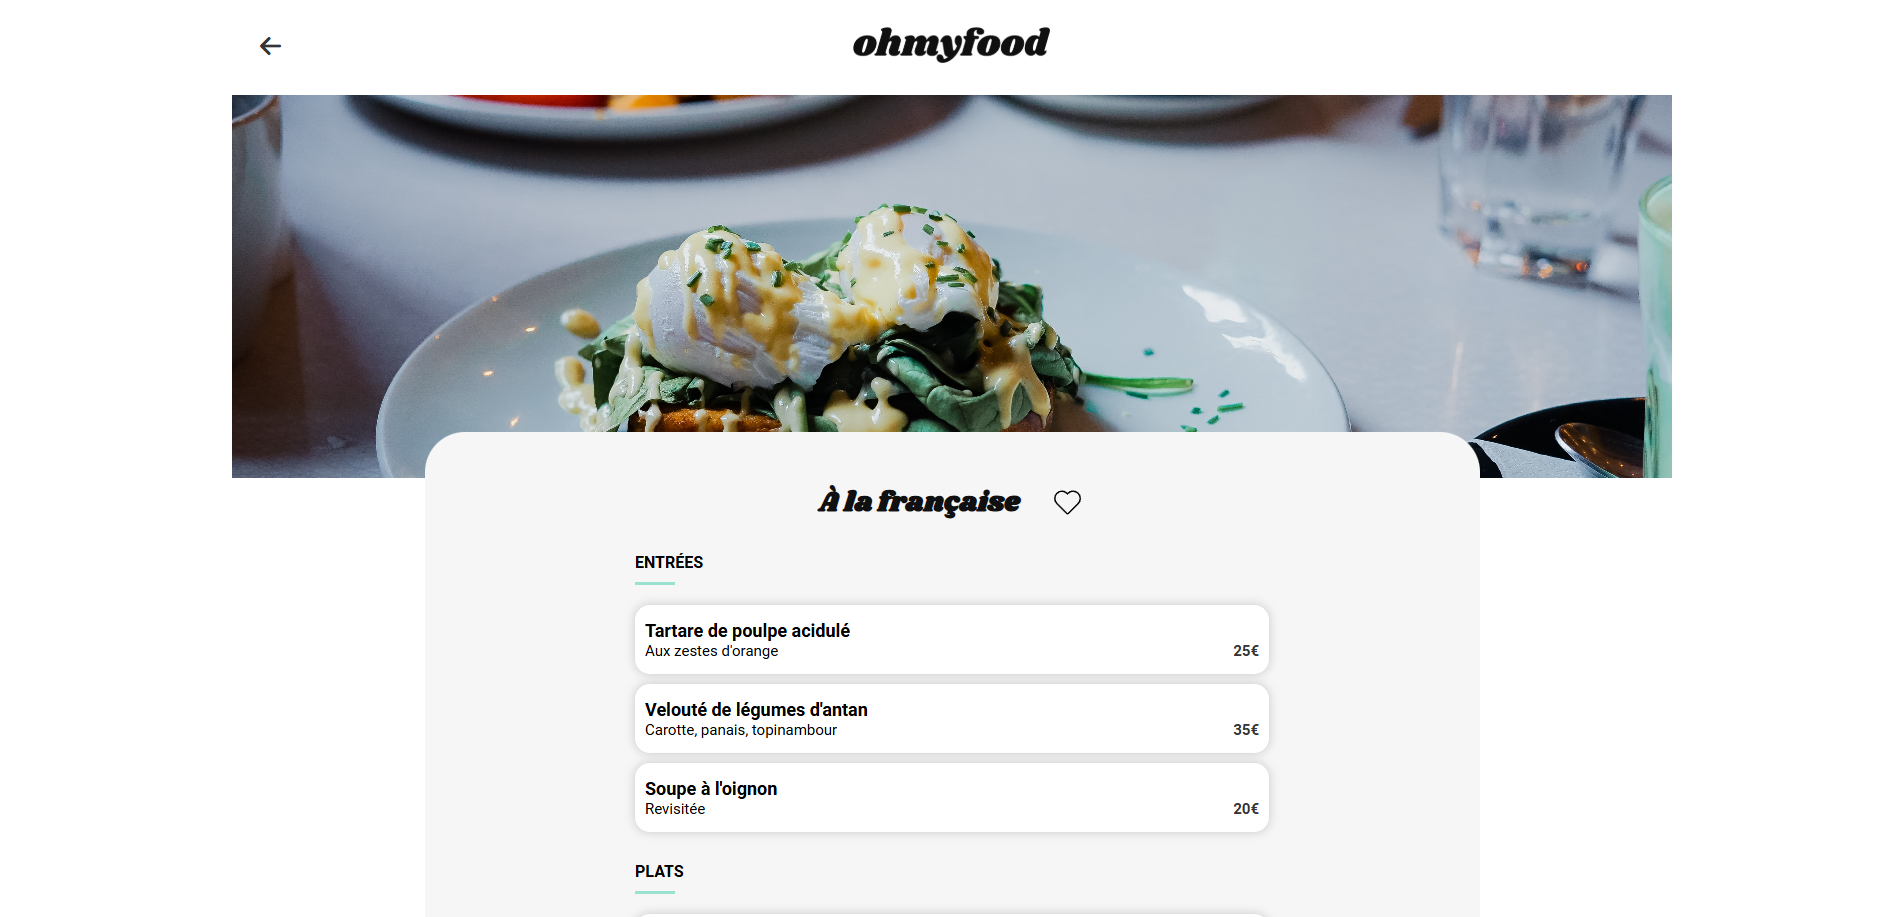 ohmyfood
À la française
ENTRÉES
Tartare de poulpe acidulé
Aux zestes d'orange
25€
Velouté de légumes d'antan
Carotte, panais, topinambour
35€
Soupe à l'oignon
Revisitée
20€
PLATS